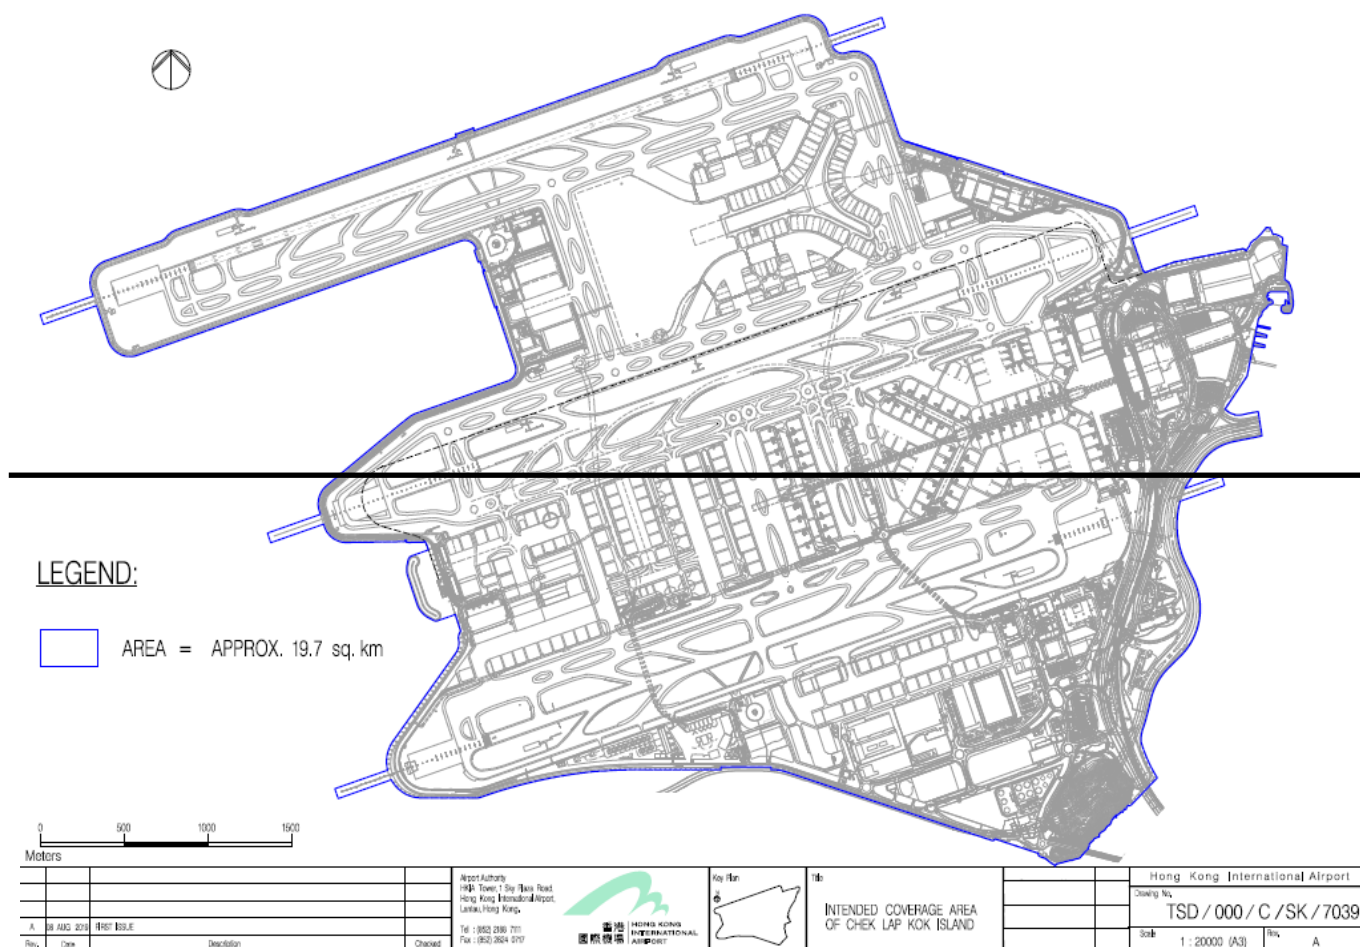 LEGEND:
AREA = APPROX. 19.7 sq. km
0 500 1000 1500
Meters
A 08 AUG. 2019 FIRST ISSUE
Rev. Date Description Checked
Airport Authority
HKIA Tower, 1 Sky Plaza Road,
Hong Kong International Airport,
Lantau, Hong Kong.
Tel : (852) 2188 7111
Fax : (852) 2824 0717
香港
國際機場
HONG KONG
INTERNATIONAL
AIRPORT
Key Plan
Title
INTENDED COVERAGE AREA
OF CHEK LAP KOK ISLAND
Hong Kong International Airport
Drawing No.
TSD / 000 / C / SK / 7039
Scale
1 : 20000 (A3)
Rev.
A